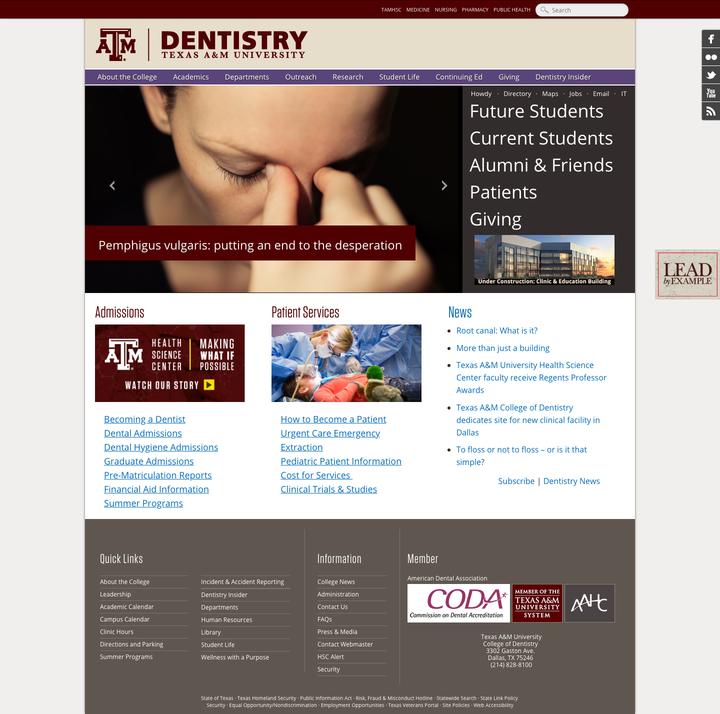 TAMHSC MEDICINE NURSING PHARMACY PUBLIC HEALTH Search
ATM DENTISTRY
TEXAS A&M UNIVERSITY
About the College Academics Departments Outreach Research Student Life Continuing Ed Giving Dentistry Insider
Howdy · Directory · Maps · Jobs · Email · IT
Future Students
Current Students
Alumni & Friends
Patients
Giving
Under Construction: Clinic & Education Building
Pemphigus vulgaris: putting an end to the desperation
You
Tube
LEAD
by EXAMPLE
Admissions
ATM HEALTH SCIENCE CENTER
MAKING WHAT IF POSSIBLE
WATCH OUR STORY
Becoming a Dentist
Dental Admissions
Dental Hygiene Admissions
Graduate Admissions
Pre-Matriculation Reports
Financial Aid Information
Summer Programs
Patient Services
How to Become a Patient
Urgent Care Emergency
Extraction
Pediatric Patient Information
Cost for Services
Clinical Trials & Studies
News
Root canal: What is it?
More than just a building
Texas A&M University Health Science
Center faculty receive Regents Professor
Awards
Texas A&M College of Dentistry
dedicates site for new clinical facility in
Dallas
To floss or not to floss – or is it that
simple?
Subscribe | Dentistry News
Quick Links
About the College
Leadership
Academic Calendar
Campus Calendar
Clinic Hours
Directions and Parking
Summer Programs
Incident & Accident Reporting
Dentistry Insider
Departments
Human Resources
Library
Student Life
Wellness with a Purpose
Information
College News
Administration
Contact Us
FAQs
Press & Media
Contact Webmaster
HSC Alert
Security
Member
American Dental Association
CODA
Commission on Dental Accreditation
MEMBER OF THE
TEXAS A&M
UNIVERSITY
SYSTEM
AAHC
Texas A&M University
College of Dentistry
3302 Gaston Ave.
Dallas, TX 75246
(214) 828-8100
State of Texas · Texas Homeland Security · Public Information Act · Risk, Fraud & Misconduct Hotline · Statewide Search · State Link Policy
Security · Equal Opportunity/Nondiscrimination · Employment Opportunities · Texas Veterans Portal · Site Policies · Web Accessibility